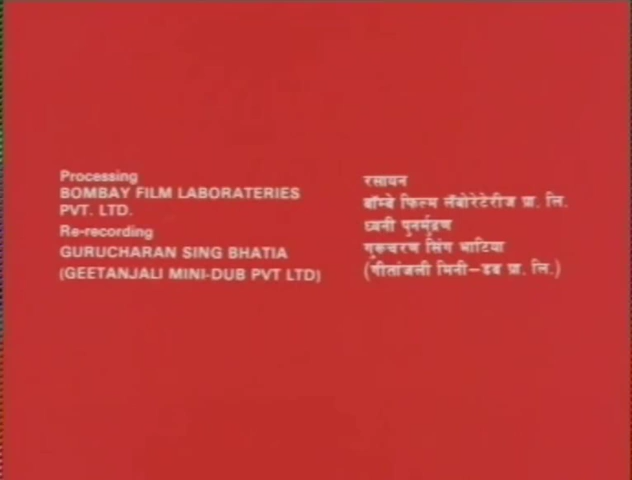 Processing
BOMBAY FILM LABORATERIES
PVT. LTD.
Re-recording
GURUCHARAN SING BHATIA
(GEETANJALI MINI-DUB PVT LTD)
रसायन
बॉम्बे फिल्म लॅबोरेटेरीज प्रा. लि.
ध्वनी पुनर्मुद्रण
गुरुचरण सिंग भाटिया
(गीतांजली मिनी-डब प्रा. लि.)